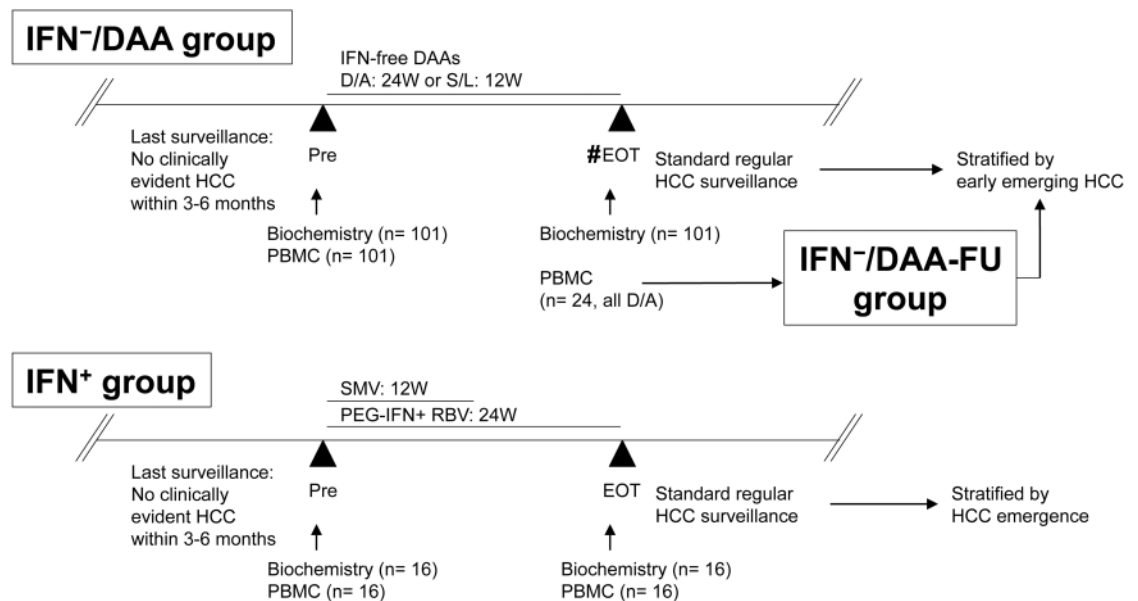 IFN⁻/DAA group
IFN-free DAAs
D/A: 24W or S/L: 12W
Last surveillance:
No clinically
evident HCC
within 3-6 months
Pre
#EOT
Standard regular
HCC surveillance
Stratified by
early emerging HCC
Biochemistry (n= 101)
PBMC (n= 101)
Biochemistry (n= 101)
PBMC
(n= 24, all D/A)
IFN⁻/DAA-FU
group
IFN⁺ group
SMV: 12W
PEG-IFN+ RBV: 24W
Last surveillance:
No clinically
evident HCC
within 3-6 months
Pre
EOT
Standard regular
HCC surveillance
Stratified by
HCC emergence
Biochemistry (n= 16)
PBMC (n= 16)
Biochemistry (n= 16)
PBMC (n= 16)